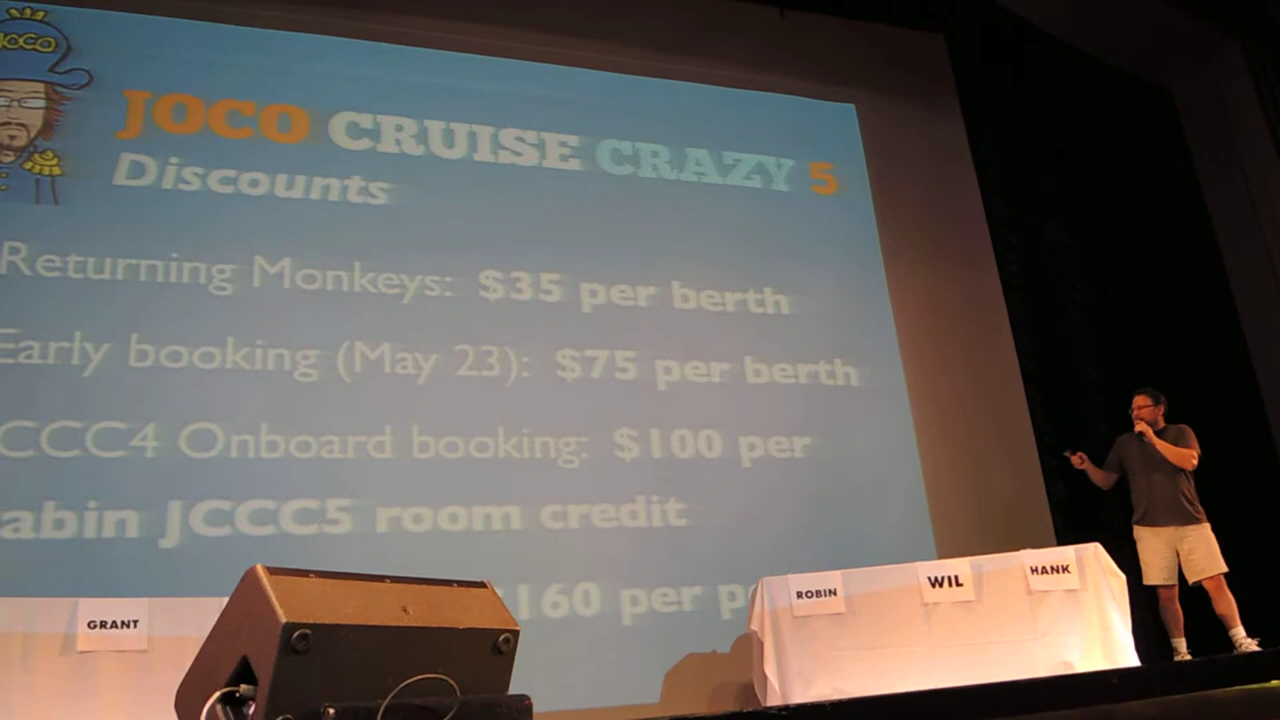 JOCO
JOCO CRUISE CRAZY 5
Discounts
Returning Monkeys: $35 per berth
Early booking (May 23): $75 per berth
CCC4 Onboard booking: $100 per
abin JCCC5 room credit
160 per
GRANT
ROBIN
WIL
HANK